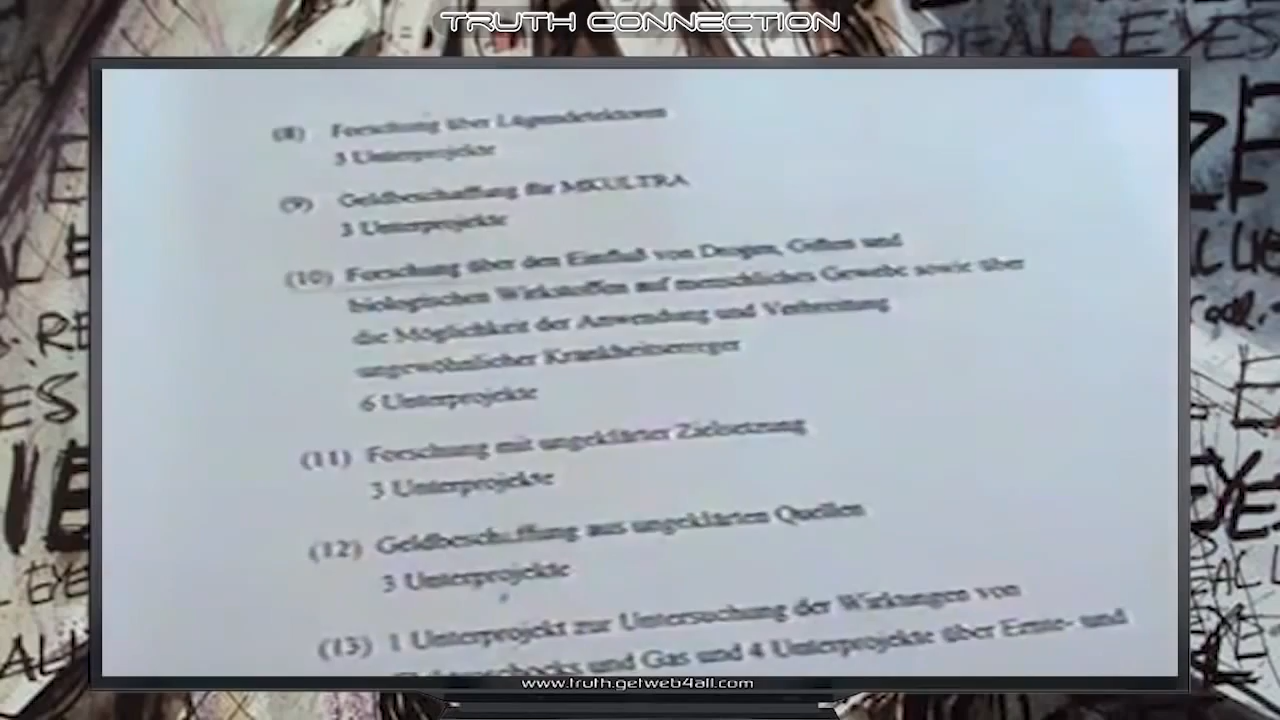 TRUTH CONNECTION
REAL EYES
(8) Forschung über Lügendetektoren
3 Unterprojekte
(9) Geldbeschaffung für MKULTRA
3 Unterprojekte
(10) Forschung über den Einfluß von Drogen, Giften und
biologischen Wirkstoffen auf menschliches Gewebe sowie über
die Möglichkeit der Anwendung und Verbreitung
ungewöhnlicher Krankheitserreger
6 Unterprojekte
(11) Forschung mit ungeklärter Zielsetzung
3 Unterprojekte
(12) Geldbeschaffung aus ungeklärten Quellen
3 Unterprojekte
(13) 1 Unterprojekt zur Untersuchung der Wirkungen von
und Gas und 4 Unterprojekte über Ernte- und
www.truth.getweb4all.com